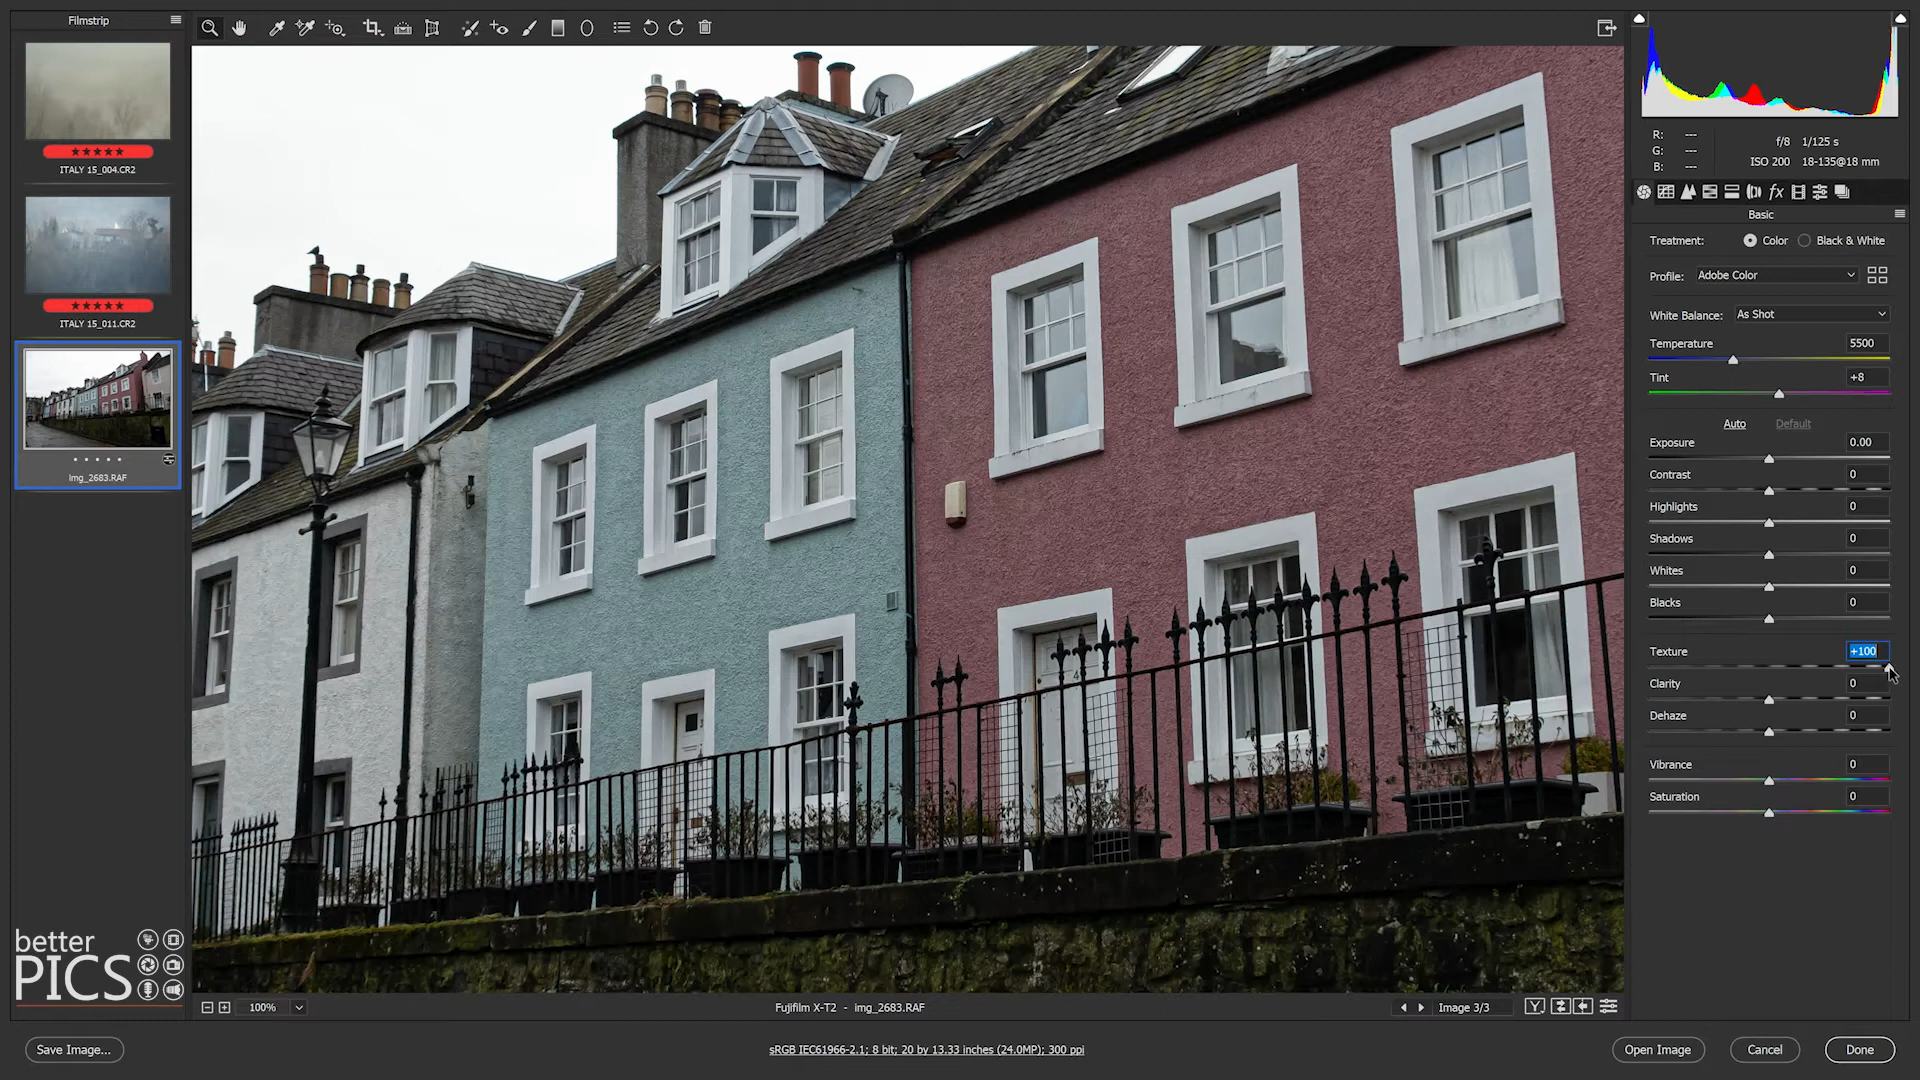 Filmstrip
★★★★★
ITALY 15_004.CR2
★★★★★
ITALY 15_011.CR2
img_2683.RAF
better
PICS
100%
Fujifilm X-T2 - img_2683.RAF
Image 3/3
Save Image...
sRGB IEC61966-2.1; 8 bit; 20 by 13.33 inches (24.0MP); 300 ppi
Open Image
Cancel
Done
R: ---
G: ---
B: ---
f/8 1/125 s
ISO 200 18-135@18 mm
fx
Basic
Treatment: Color Black & White
Profile: Adobe Color
White Balance: As Shot
Temperature 5500
Tint +8
Auto Default
Exposure 0.00
Contrast 0
Highlights 0
Shadows 0
Whites 0
Blacks 0
Texture +100
Clarity 0
Dehaze 0
Vibrance 0
Saturation 0
Y